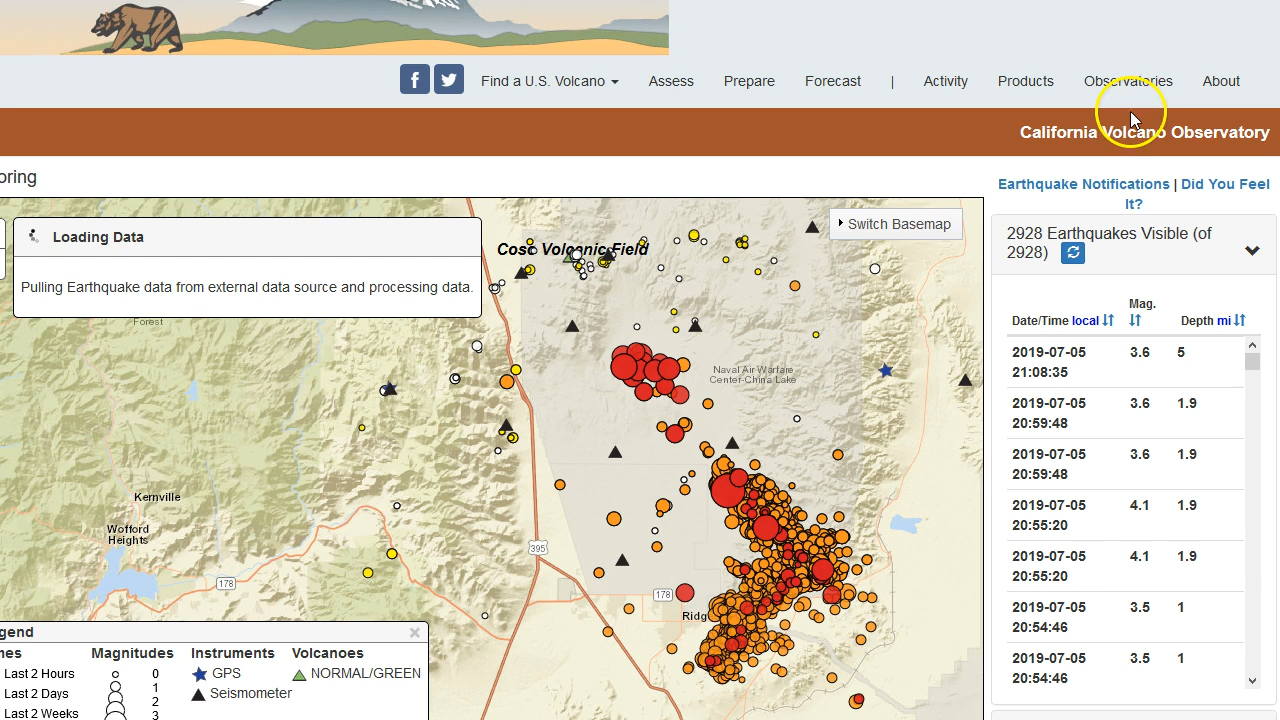 Find a U.S. Volcano
Assess
Prepare
Forecast
|
Activity
Products
Observatories
About
California Volcano Observatory
oring
Earthquake Notifications | Did You Feel
It?
Loading Data
Pulling Earthquake data from external data source and processing data.
Switch Basemap
Coso Volcanic Field
Forest
Naval Air Warfare
Center-China Lake
Kernville
Wofford
Heights
395
178
178
Ridg
2928 Earthquakes Visible (of
2928)
Date/Time local Mag. Depth mi
2019-07-05 21:08:35 3.6 5
2019-07-05 20:59:48 3.6 1.9
2019-07-05 20:59:48 3.6 1.9
2019-07-05 20:55:20 4.1 1.9
2019-07-05 20:55:20 4.1 1.9
2019-07-05 20:54:46 3.5 1
2019-07-05 20:54:46 3.5 1
gend
mes Magnitudes Instruments Volcanoes
Last 2 Hours 0 GPS NORMAL/GREEN
Last 2 Days 1 Seismometer
2
Last 2 Weeks 3